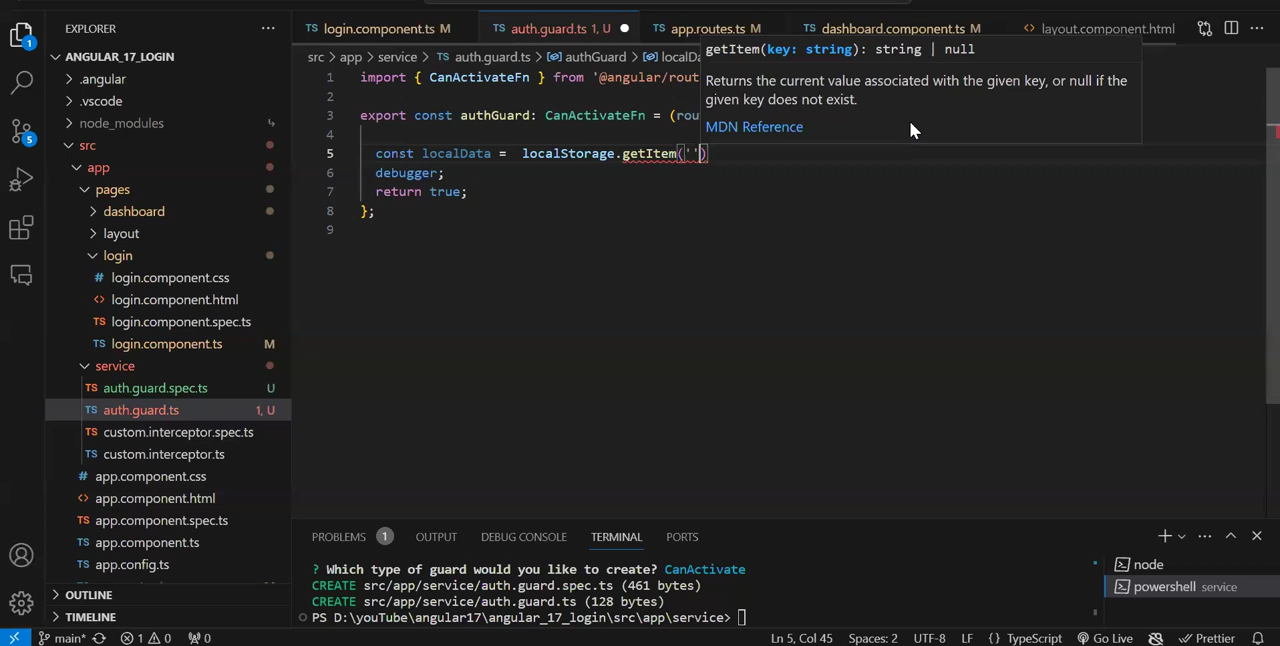 EXPLORER
ANGULAR_17_LOGIN
.angular
.vscode
node_modules
src
app
pages
dashboard
layout
login
login.component.css
login.component.html
login.component.spec.ts
login.component.ts M
service
auth.guard.spec.ts U
auth.guard.ts 1, U
custom.interceptor.spec.ts
custom.interceptor.ts
app.component.css
app.component.html
app.component.spec.ts
app.component.ts
app.config.ts
OUTLINE
TIMELINE
login.component.ts M
auth.guard.ts 1, U
app.routes.ts M
dashboard.component.ts M
layout.component.html
src > app > service > TS auth.guard.ts > authGuard > localDa
getItem(key: string): string | null
Returns the current value associated with the given key, or null if the
given key does not exist.
MDN Reference
1 import { CanActivateFn } from '@angular/rout
2
3 export const authGuard: CanActivateFn = (rou
4
5 const localData = localStorage.getItem('')
6 debugger;
7 return true;
8 };
9
PROBLEMS 1 OUTPUT DEBUG CONSOLE TERMINAL PORTS
? Which type of guard would you like to create? CanActivate
CREATE src/app/service/auth.guard.spec.ts (461 bytes)
CREATE src/app/service/auth.guard.ts (128 bytes)
PS D:\youTube\angular17\angular_17_login\src\app\service>
node
powershell service
main* 1 0 0 Ln 5, Col 45 Spaces: 2 UTF-8 LF {} TypeScript Go Live Prettier